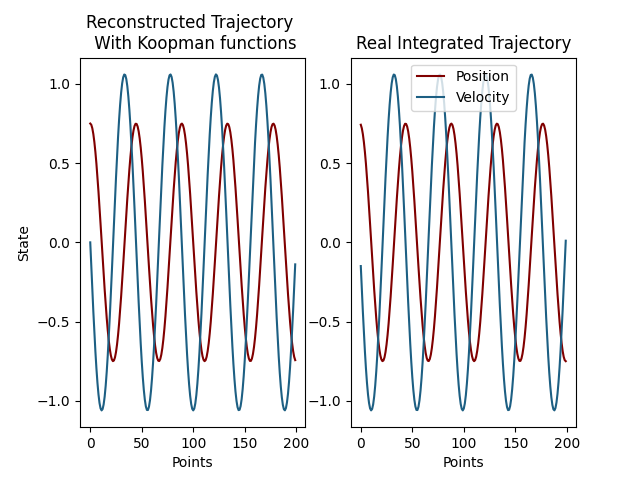 Reconstructed Trajectory
With Koopman functions
Real Integrated Trajectory
Position
Velocity
State
1.0
0.5
0.0
−0.5
−1.0
0
50
100
150
200
Points
1.0
0.5
0.0
−0.5
−1.0
0
50
100
150
200
Points